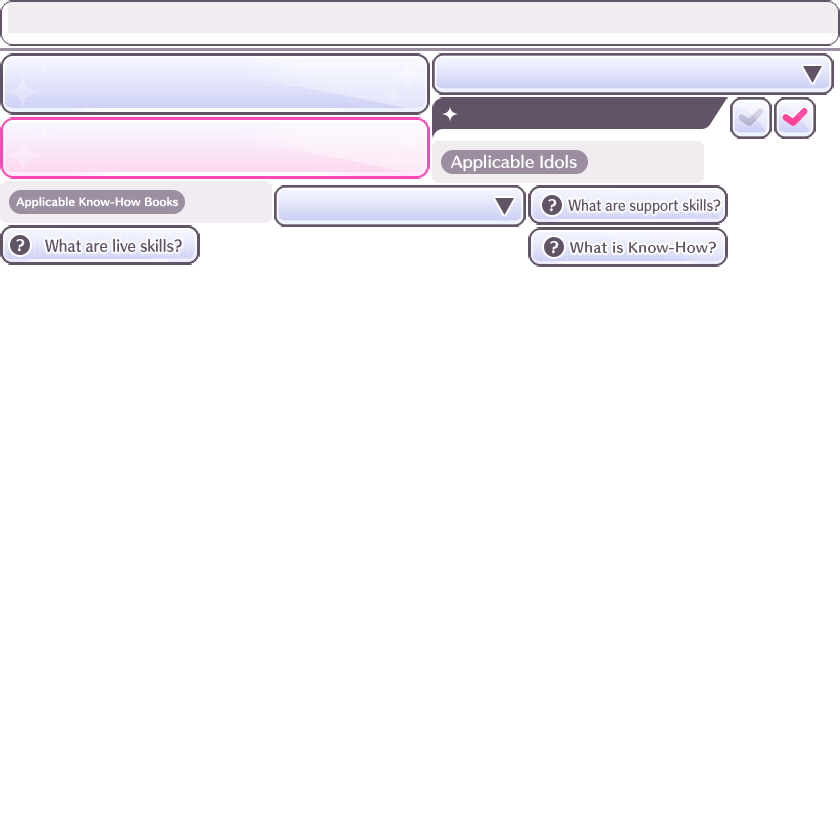 Applicable Idols
Applicable Know-How Books
What are support skills?
What are live skills?
What is Know-How?